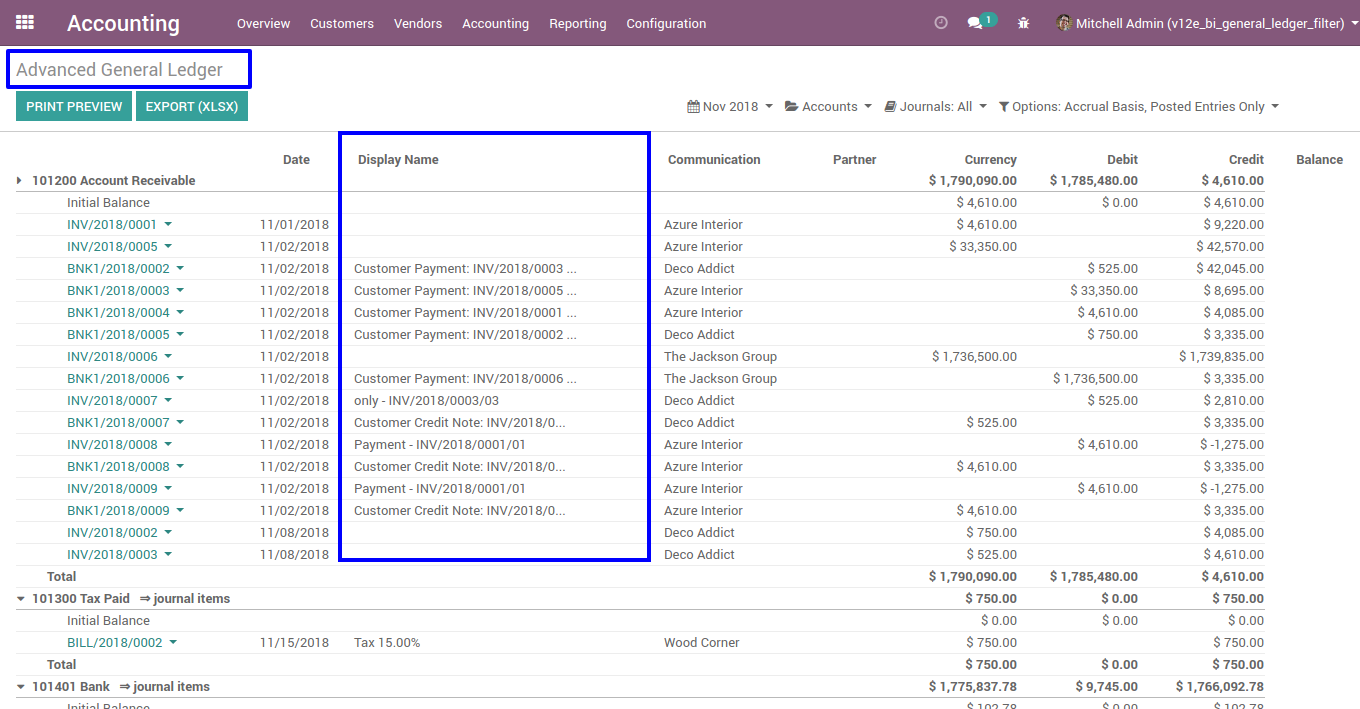 Accounting Overview Customers Vendors Accounting Reporting Configuration 1 Mitchell Admin (v12e_bi_general_ledger_filter)
Advanced General Ledger
PRINT PREVIEW EXPORT (XLSX) Nov 2018 Accounts Journals: All Options: Accrual Basis, Posted Entries Only
Date Display Name Communication Partner Currency Debit Credit Balance
101200 Account Receivable $ 1,790,090.00 $ 1,785,480.00 $ 4,610.00
Initial Balance $ 4,610.00 $ 0.00 $ 4,610.00
INV/2018/0001 11/01/2018 Azure Interior $ 4,610.00 $ 9,220.00
INV/2018/0005 11/02/2018 Azure Interior $ 33,350.00 $ 42,570.00
BNK1/2018/0002 11/02/2018 Customer Payment: INV/2018/0003 ... Deco Addict $ 525.00 $ 42,045.00
BNK1/2018/0003 11/02/2018 Customer Payment: INV/2018/0005 ... Azure Interior $ 33,350.00 $ 8,695.00
BNK1/2018/0004 11/02/2018 Customer Payment: INV/2018/0001 ... Azure Interior $ 4,610.00 $ 4,085.00
BNK1/2018/0005 11/02/2018 Customer Payment: INV/2018/0002 ... Deco Addict $ 750.00 $ 3,335.00
INV/2018/0006 11/02/2018 The Jackson Group $ 1,736,500.00 $ 1,739,835.00
BNK1/2018/0006 11/02/2018 Customer Payment: INV/2018/0006 ... The Jackson Group $ 1,736,500.00 $ 3,335.00
INV/2018/0007 11/02/2018 only - INV/2018/0003/03 Deco Addict $ 525.00 $ 2,810.00
BNK1/2018/0007 11/02/2018 Customer Credit Note: INV/2018/0... Deco Addict $ 525.00 $ 3,335.00
INV/2018/0008 11/02/2018 Payment - INV/2018/0001/01 Azure Interior $ 4,610.00 $ -1,275.00
BNK1/2018/0008 11/02/2018 Customer Credit Note: INV/2018/0... Azure Interior $ 4,610.00 $ 3,335.00
INV/2018/0009 11/02/2018 Payment - INV/2018/0001/01 Azure Interior $ 4,610.00 $ -1,275.00
BNK1/2018/0009 11/02/2018 Customer Credit Note: INV/2018/0... Azure Interior $ 4,610.00 $ 3,335.00
INV/2018/0002 11/08/2018 Deco Addict $ 750.00 $ 4,085.00
INV/2018/0003 11/08/2018 Deco Addict $ 525.00 $ 4,610.00
Total $ 1,790,090.00 $ 1,785,480.00 $ 4,610.00
101300 Tax Paid ⇒ journal items $ 750.00 $ 0.00 $ 750.00
Initial Balance $ 0.00 $ 0.00 $ 0.00
BILL/2018/0002 11/15/2018 Tax 15.00% Wood Corner $ 750.00 $ 750.00
Total $ 750.00 $ 0.00 $ 750.00
101401 Bank ⇒ journal items $ 1,775,837.78 $ 9,745.00 $ 1,766,092.78
Initial Balance $ 102.78 $ 0.00 $ 102.78